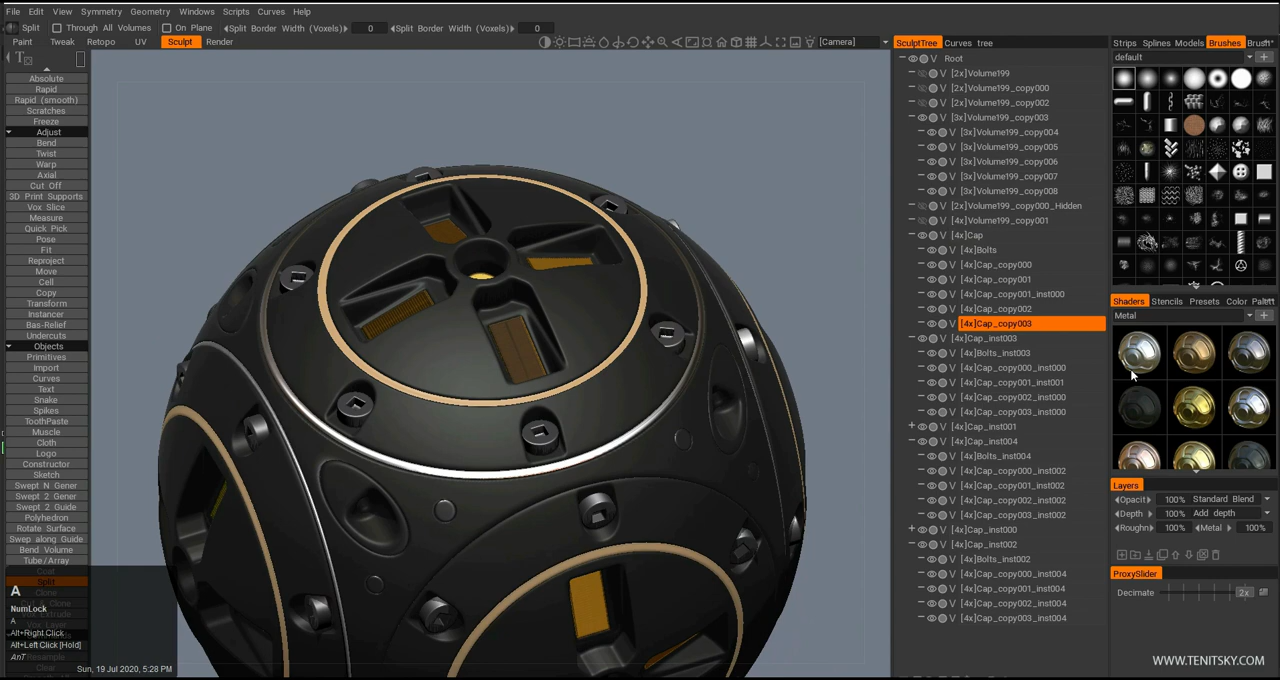 File Edit View Symmetry Geometry Windows Scripts Curves Help
Split Through All Volumes On Plane Split Border Width (Voxels) 0 Split Border Width (Voxels) 0
Paint Tweak Retopo UV Sculpt Render [Camera]
Absolute
Rapid
Rapid (smooth)
Scratches
Freeze
Adjust
Bend
Twist
Warp
Axial
Cut Off
3D Print Supports
Vox Slice
Measure
Quick Pick
Pose
Fit
Reproject
Move
Cell
Copy
Transform
Instancer
Bas-Relief
Undercuts
Objects
Primitives
Import
Curves
Text
Snake
Spikes
ToothPaste
Muscle
Cloth
Logo
Constructor
Sketch
Swept N Gener
Swept 2 Gener
Swept 2 Guide
Polyhedron
Rotate Surface
Swep along Guide
Bend Volume
Tube/Array
Split
A
NumLock
A
Alt+Right Click
Alt+Left Click [Hold]
AnT
Clear
Sun, 19 Jul 2020, 5:28 PM
SculptTree Curves tree
Root
V [2x]Volume199
V [2x]Volume199_copy000
V [2x]Volume199_copy002
V [3x]Volume199_copy003
V [3x]Volume199_copy004
V [3x]Volume199_copy005
V [3x]Volume199_copy006
V [3x]Volume199_copy007
V [3x]Volume199_copy008
V [2x]Volume199_copy000_Hidden
V [4x]Volume199_copy001
V [4x]Cap
V [4x]Bolts
V [4x]Cap_copy000
V [4x]Cap_copy001
V [4x]Cap_copy001_inst000
V [4x]Cap_copy002
V [4x]Cap_copy003
V [4x]Cap_inst003
V [4x]Bolts_inst003
V [4x]Cap_copy000_inst000
V [4x]Cap_copy001_inst001
V [4x]Cap_copy002_inst000
V [4x]Cap_copy003_inst000
V [4x]Cap_inst001
V [4x]Cap_inst004
V [4x]Bolts_inst004
V [4x]Cap_copy000_inst002
V [4x]Cap_copy001_inst002
V [4x]Cap_copy002_inst002
V [4x]Cap_copy003_inst002
V [4x]Cap_inst000
V [4x]Cap_inst002
V [4x]Bolts_inst002
V [4x]Cap_copy000_inst004
V [4x]Cap_copy001_inst004
V [4x]Cap_copy002_inst004
V [4x]Cap_copy003_inst004
Strips Splines Models Brushes
default
Shaders Stencils Presets Color
Metal
Layers
Opacit 100% Standard Blend
Depth 100% Add depth
Roughn 100% Metal 100%
ProxySlider
Decimate 2x
WWW.TENITSKY.COM